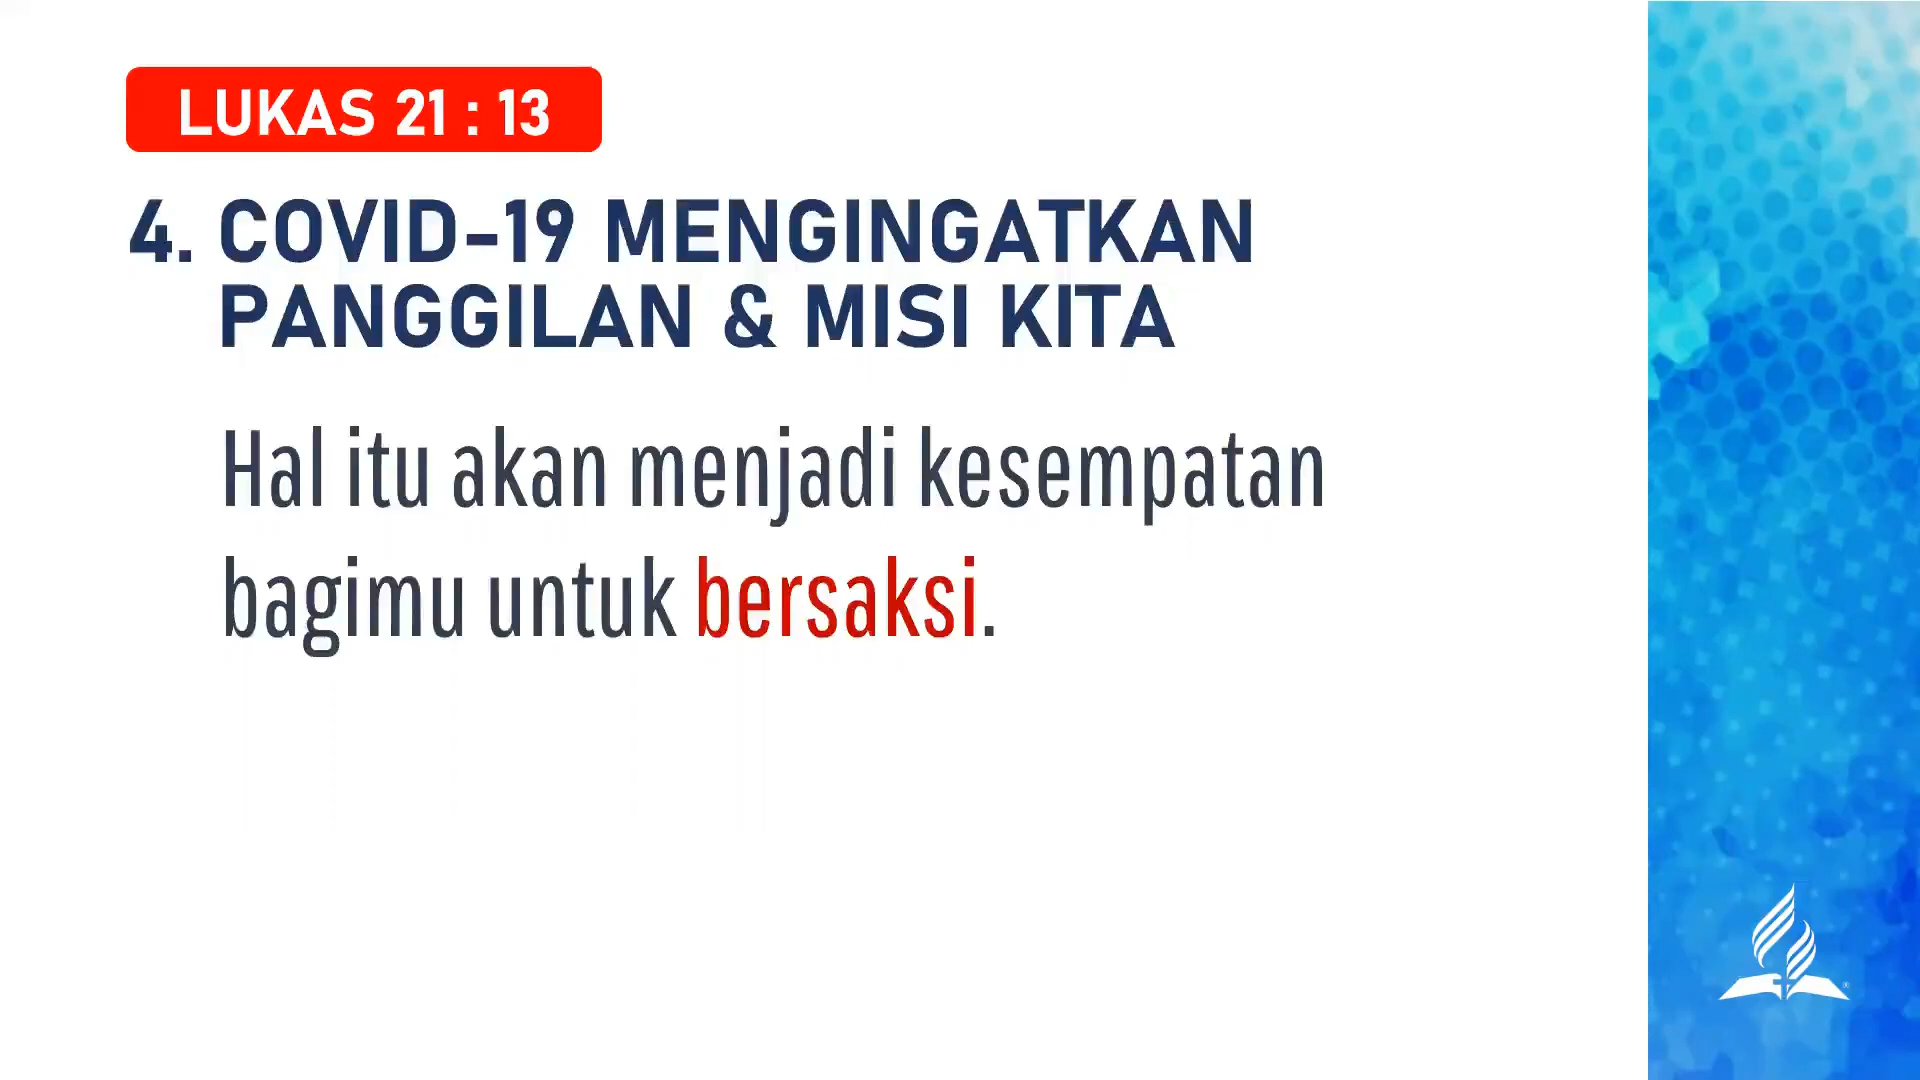 LUKAS 21 : 13
4. COVID-19 MENGINGATKAN
PANGGILAN & MISI KITA
Hal itu akan menjadi kesempatan
bagimu untuk bersaksi.